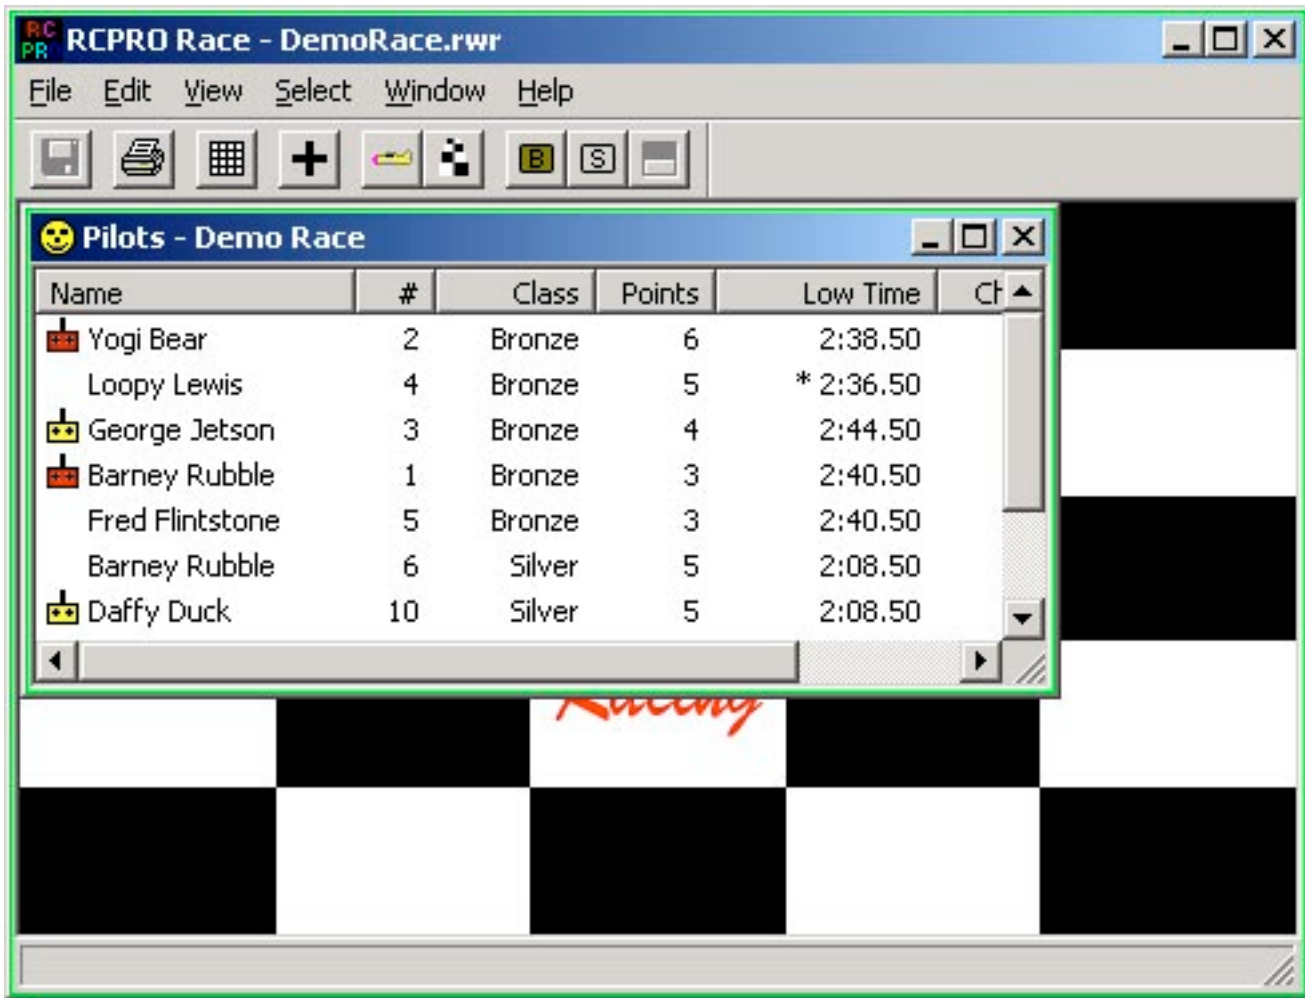 RC
PR RCPRO Race - DemoRace.rwr
File Edit View Select Window Help
B S
Pilots - Demo Race
Name # Class Points Low Time
Yogi Bear 2 Bronze 6 2:38.50
Loopy Lewis 4 Bronze 5 * 2:36.50
George Jetson 3 Bronze 4 2:44.50
Barney Rubble 1 Bronze 3 2:40.50
Fred Flintstone 5 Bronze 3 2:40.50
Barney Rubble 6 Silver 5 2:08.50
Daffy Duck 10 Silver 5 2:08.50
Racing